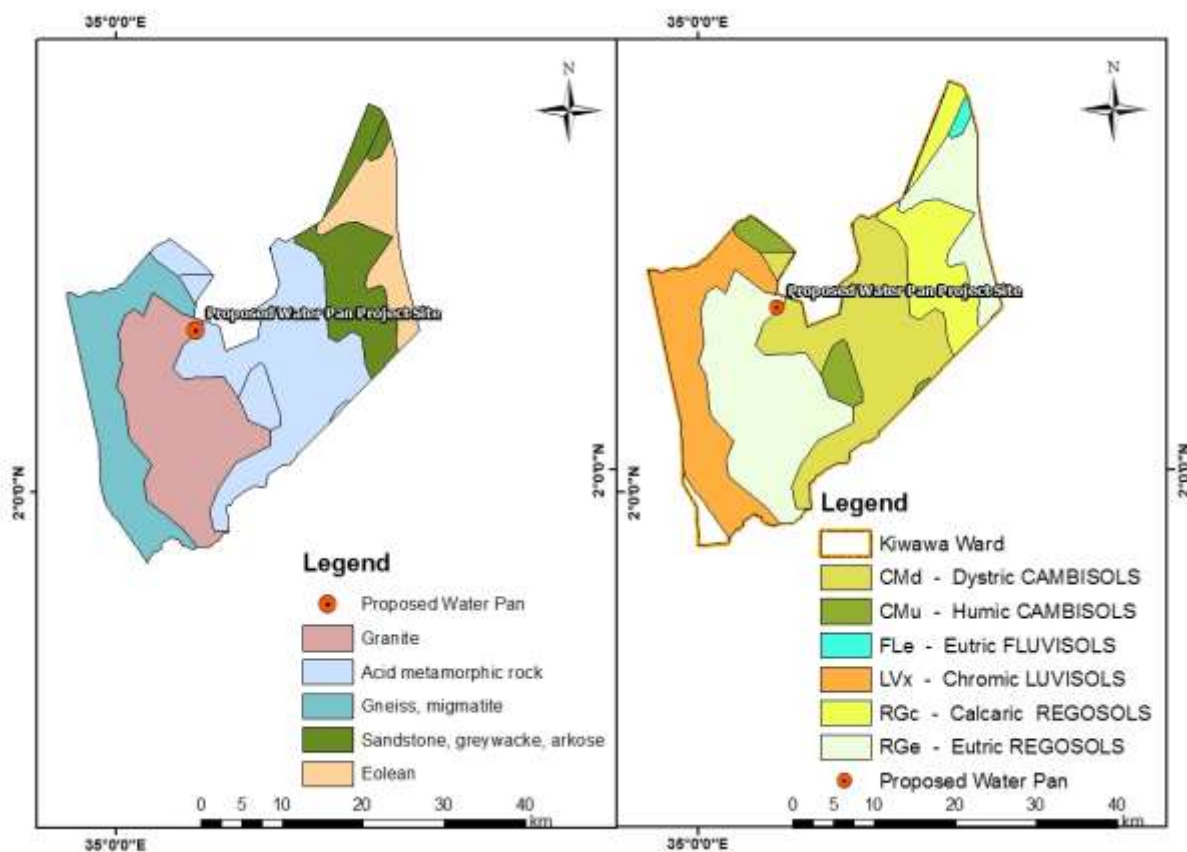 35°0'0"E
N
Proposed Water Pan Project Site
2°0'0"N
Legend
Proposed Water Pan
Granite
Acid metamorphic rock
Gneiss, migmatite
Sandstone, greywacke, arkose
Eolean
0 5 10 20 30 40
km
35°0'0"E
35°0'0"E
N
Proposed Water Pan Project Site
2°0'0"N
2°0'0"N
Legend
Kiwawa Ward
CMd - Dystric CAMBISOLS
CMu - Humic CAMBISOLS
FLe - Eutric FLUVISOLS
LVx - Chromic LUVISOLS
RGc - Calcaric REGOSOLS
RGe - Eutric REGOSOLS
Proposed Water Pan
0 5 10 20 30 40
km
35°0'0"E